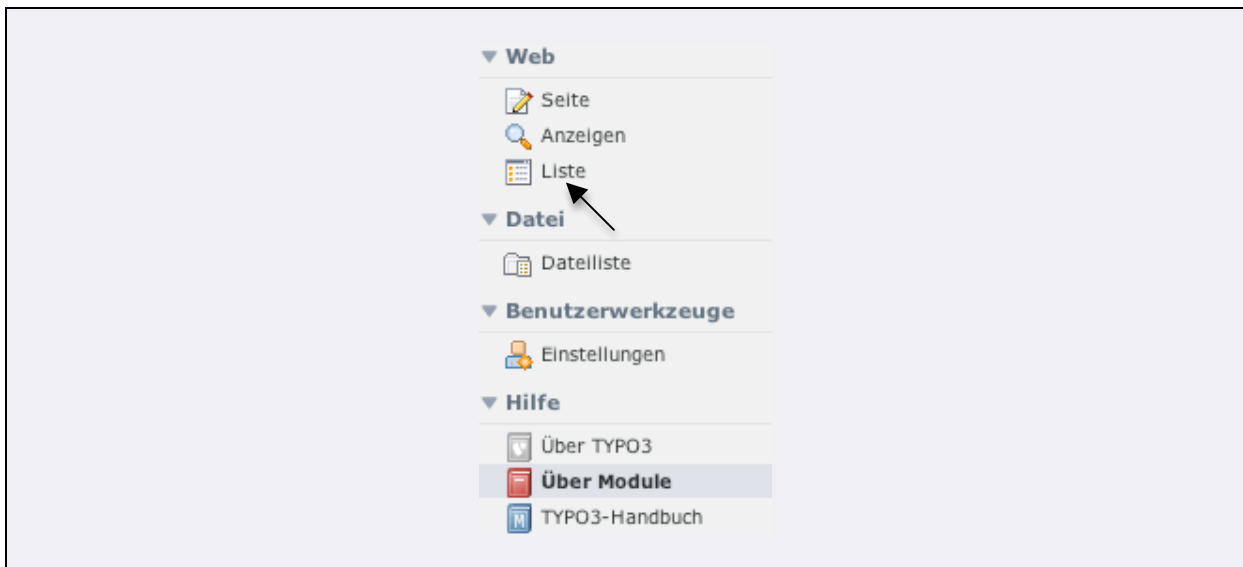 Web
Seite
Anzeigen
Liste
Datei
Dateiliste
Benutzerwerkzeuge
Einstellungen
Hilfe
Über TYPO3
Über Module
TYPO3-Handbuch